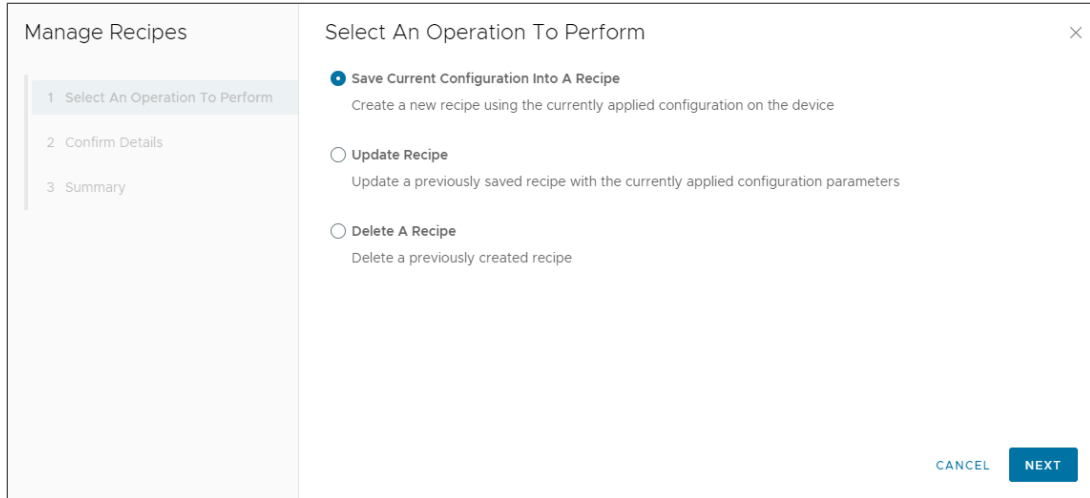 Manage Recipes
1 Select An Operation To Perform
2 Confirm Details
3 Summary
Select An Operation To Perform
Save Current Configuration Into A Recipe
Create a new recipe using the currently applied configuration on the device
Update Recipe
Update a previously saved recipe with the currently applied configuration parameters
Delete A Recipe
Delete a previously created recipe
CANCEL
NEXT